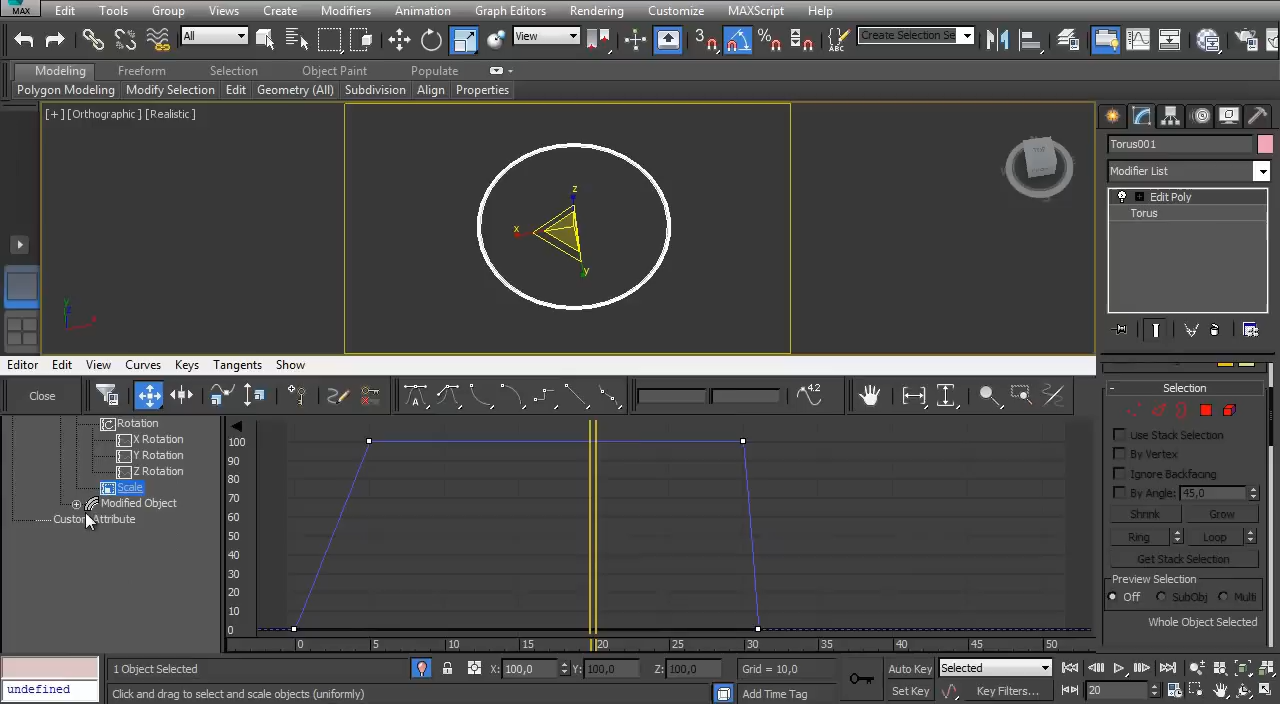 MAX Edit Tools Group Views Create Modifiers Animation Graph Editors Rendering Customize MAXScript Help
All View 3 % ABC Create Selection Se
Modeling Freeform Selection Object Paint Populate
Polygon Modeling Modify Selection Edit Geometry (All) Subdivision Align Properties
[+] [Orthographic] [Realistic]
Torus001
Modifier List
Edit Poly
Torus
z
x
y
y
x
Editor Edit View Curves Keys Tangents Show
Close 4.2
Selection
Use Stack Selection
By Vertex
Ignore Backfacing
By Angle: 45,0
Shrink Grow
Ring Loop
Get Stack Selection
Preview Selection
Off SubObj Multi
Whole Object Selected
Rotation
X Rotation
Y Rotation
Z Rotation
Scale
Modified Object
Custom Attribute
100
90
80
70
60
50
40
30
20
10
0
0 5 10 15 20 25 30 35 40 45 50
undefined
1 Object Selected X: 100,0 Y: 100,0 Z: 100,0 Grid = 10,0 Auto Key Selected
Click and drag to select and scale objects (uniformly) Add Time Tag Set Key Key Filters... 20